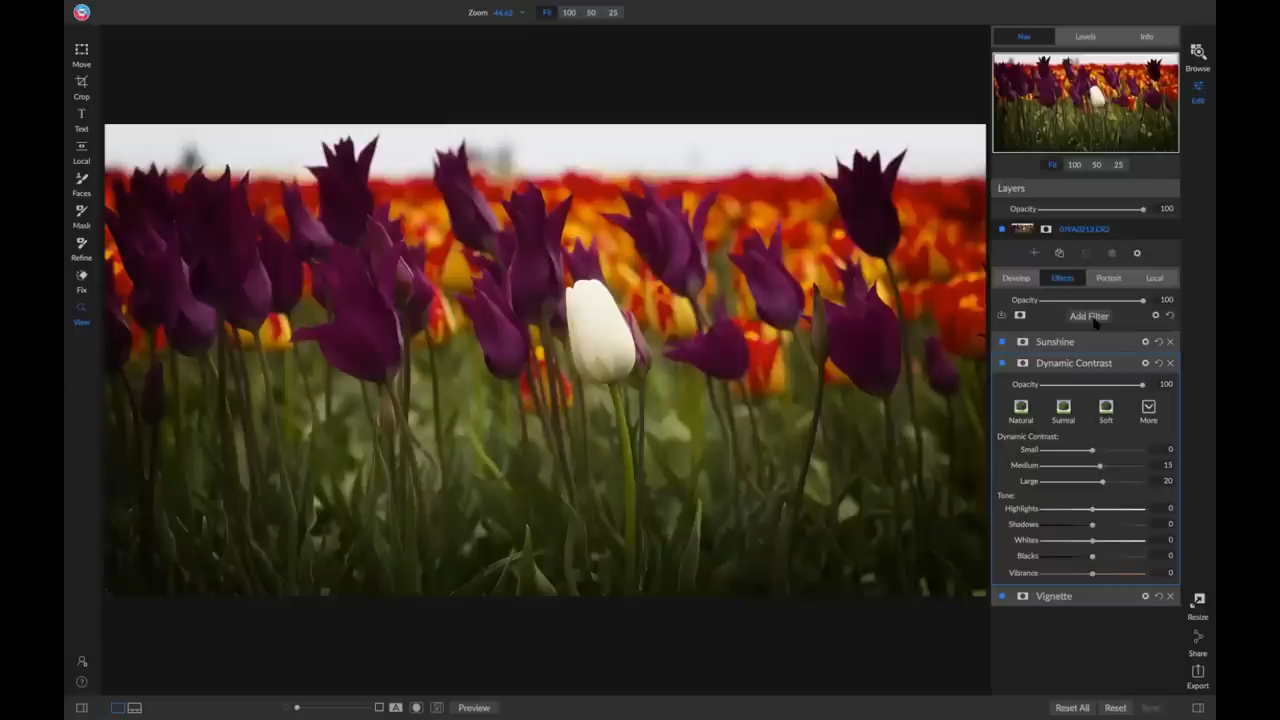 Zoom 44.62 Fit 100 50 25
Move
Crop
Text
Local
Faces
Mask
Refine
Fix
View
Nav Levels Info
Browse
Edit
Fit 100 50 25
Layers
Opacity 100
Develop Effects Portrait Local
Opacity 100
Add Filter
Sunshine
Dynamic Contrast
Opacity 100
Natural Surreal Soft More
Dynamic Contrast:
Small 0
Medium 15
Large 20
Tone:
Highlights 0
Shadows 0
Whites 0
Blacks 0
Vibrance 0
Vignette
Resize
Share
Export
A Preview
Reset All Reset